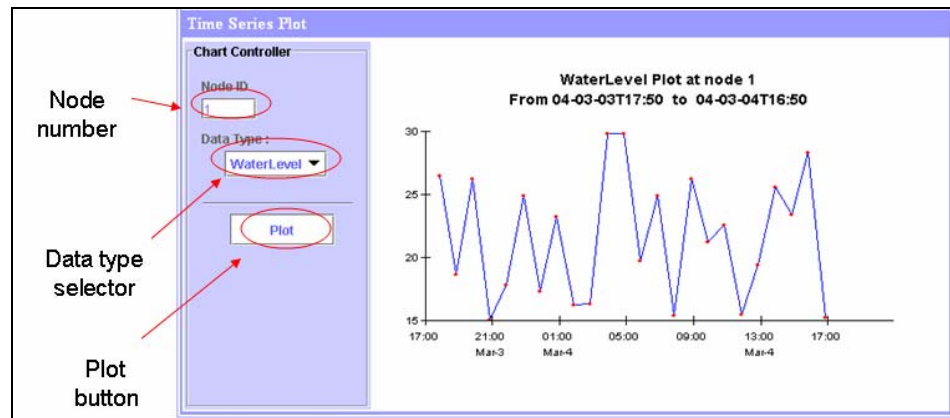 Time Series Plot
Chart Controller
Node ID
1
Data Type :
WaterLevel
Plot
Node
number
Data type
selector
Plot
button
WaterLevel Plot at node 1
From 04-03-03T17:50 to 04-03-04T16:50
30
25
20
15
17:00 21:00 01:00 05:00 09:00 13:00 17:00
Mar-3 Mar-4 Mar-4